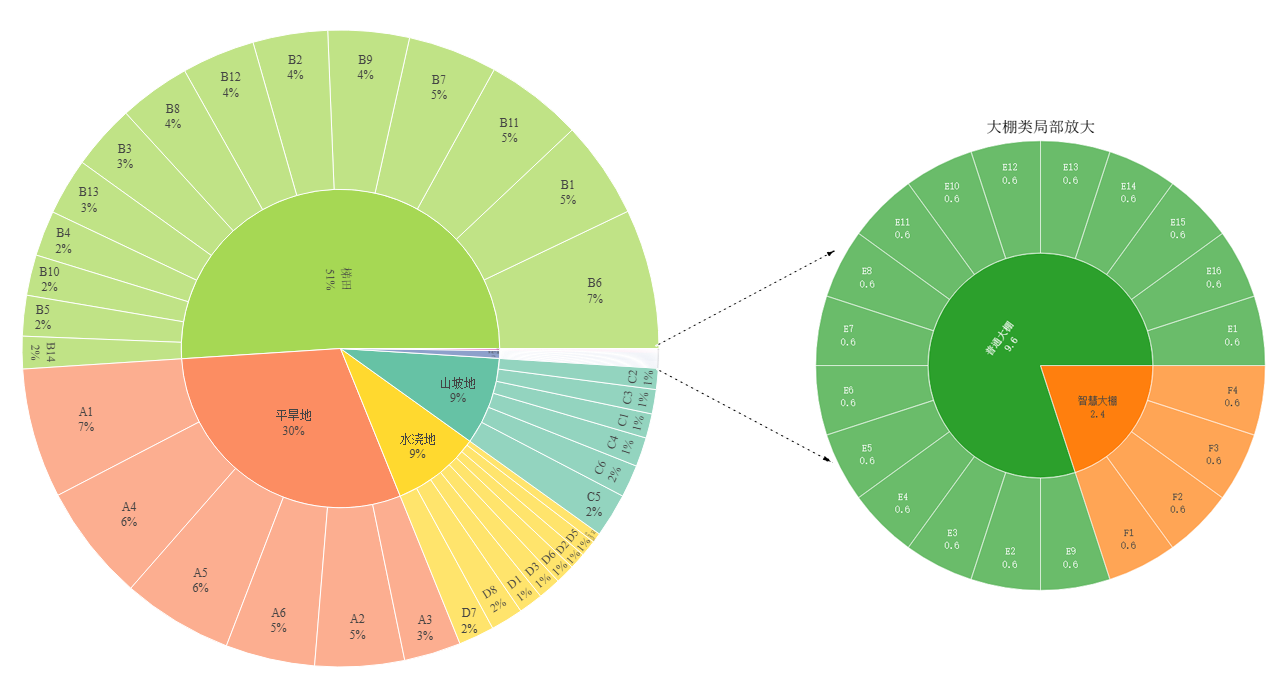 B12
4%
B2
4%
B9
4%
B7
5%
B8
4%
B11
5%
B3
3%
B1
5%
B13
3%
B4
2%
B6
7%
B10
2%
B5
2%
B14
2%
梯田
51%
山坡地
9%
平旱地
30%
水浇地
9%
C2
1%
C3
1%
C1
1%
C4
1%
C6
2%
C5
2%
A1
7%
A4
6%
A5
6%
A6
5%
A2
5%
A3
3%
D7
2%
D8
2%
D1
1%
D3
1%
D6
1%
D2
1%
D5
1%
大棚类局部放大
E12
0.6
E13
0.6
E10
0.6
E14
0.6
E11
0.6
E15
0.6
E8
0.6
E16
0.6
E7
0.6
E1
0.6
普通大棚
9.6
智慧大棚
2.4
E6
0.6
F4
0.6
E5
0.6
F3
0.6
E4
0.6
F2
0.6
E3
0.6
F1
0.6
E2
0.6
E9
0.6